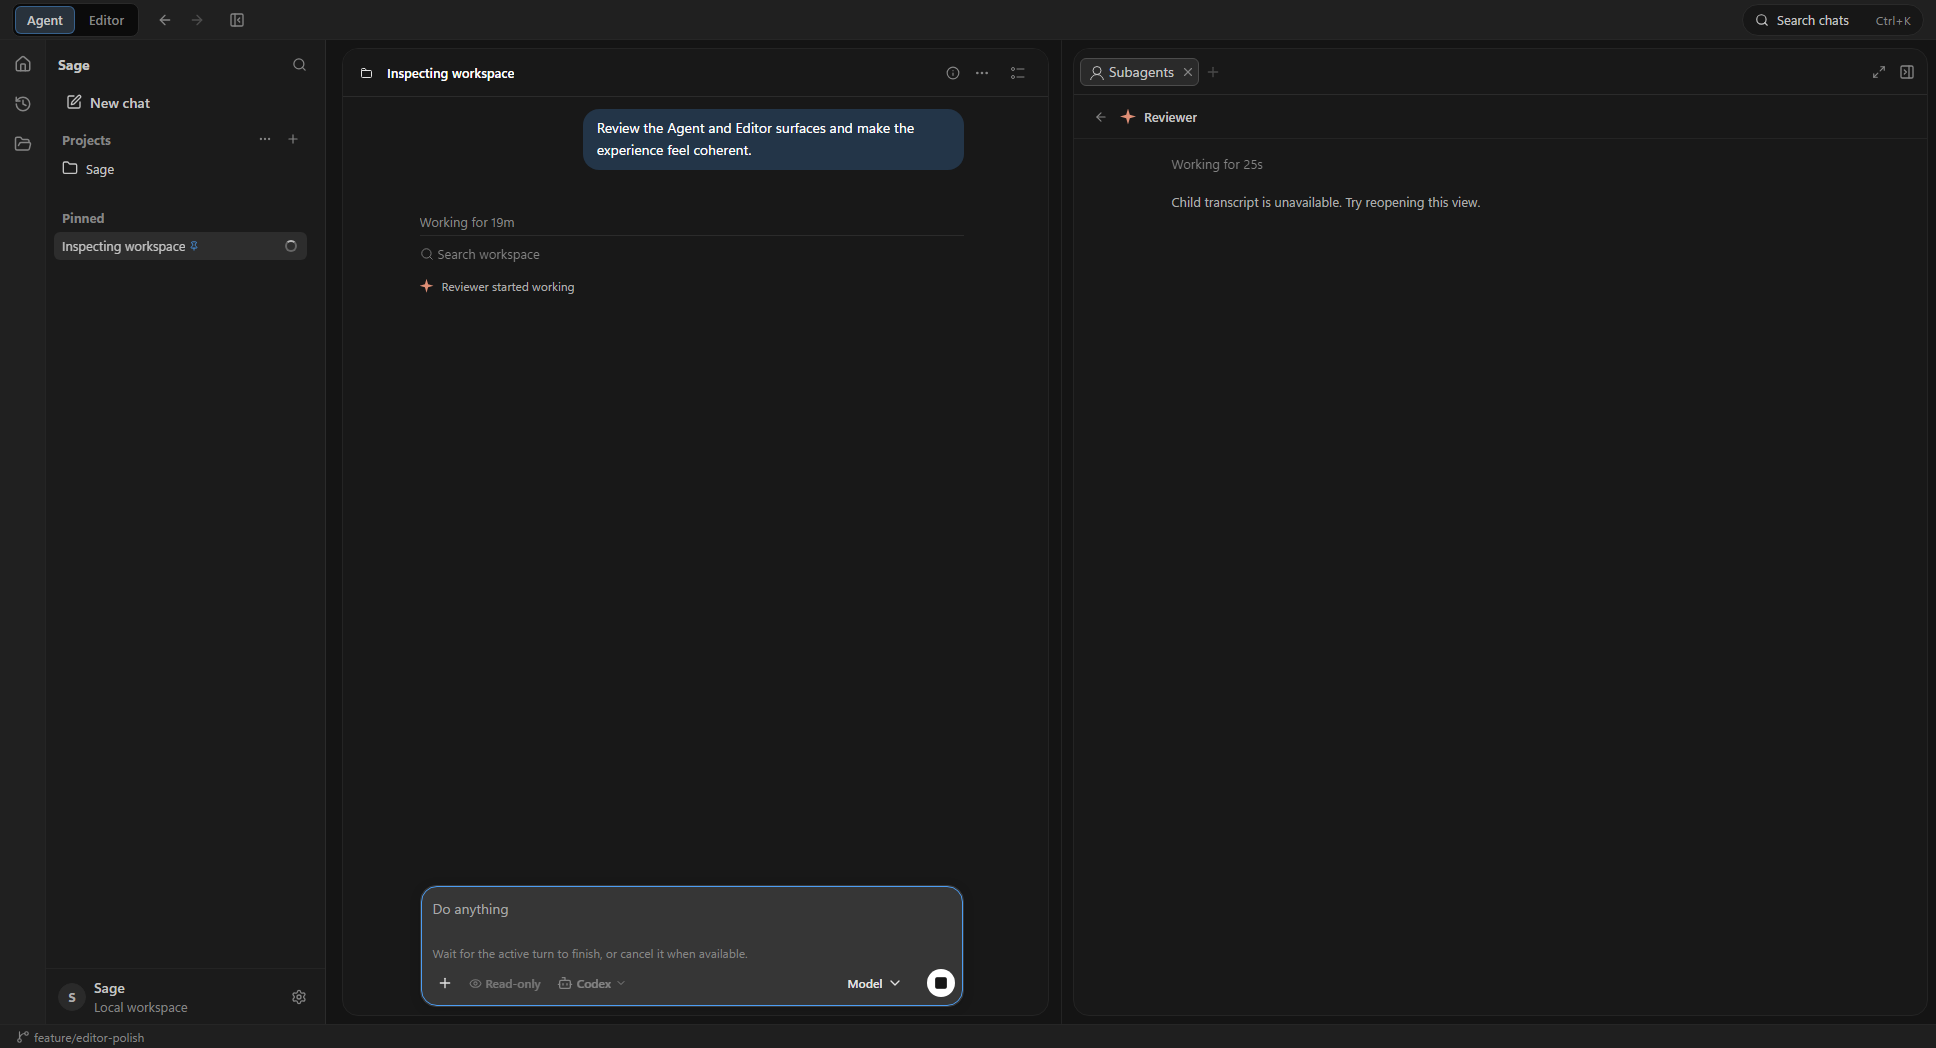 Agent
Editor
Search chats
Ctrl+K
Sage
New chat
Projects
Sage
Pinned
Inspecting workspace
S
Sage
Local workspace
feature/editor-polish
Inspecting workspace
Review the Agent and Editor surfaces and make the
experience feel coherent.
Working for 19m
Search workspace
Reviewer started working
Do anything
Wait for the active turn to finish, or cancel it when available.
Read-only
Codex
Model
Subagents
Reviewer
Working for 25s
Child transcript is unavailable. Try reopening this view.